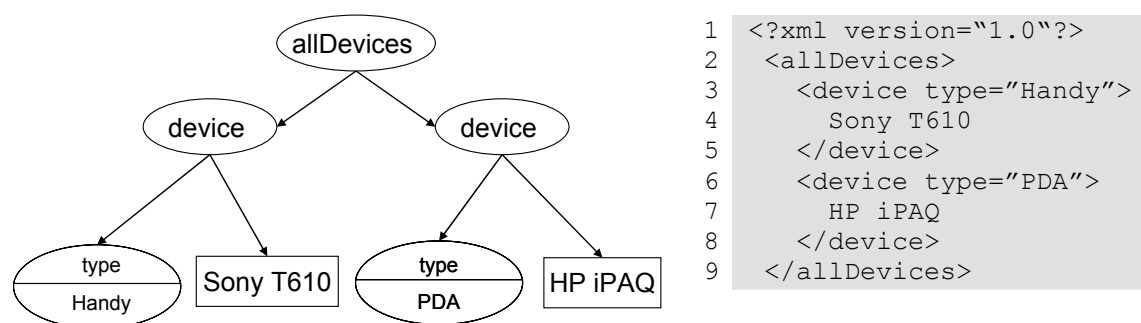 allDevices
device
device
type
Handy
Sony T610
type
PDA
HP iPAQ
1 <?xml version=“1.0“?>
2 <allDevices>
3 <device type=”Handy”>
4 Sony T610
5 </device>
6 <device type=”PDA”>
7 HP iPAQ
8 </device>
9 </allDevices>